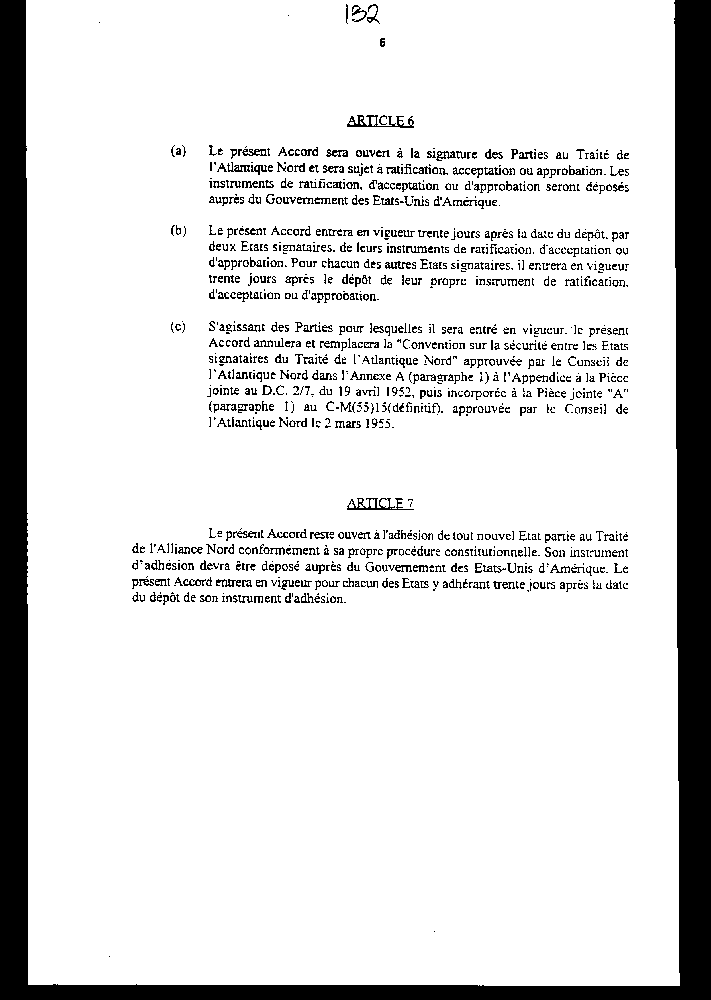 132
6
ARTICLE 6
(a) Le présent Accord sera ouvert à la signature des Parties au Traité de
l'Atlantique Nord et sera sujet à ratification, acceptation ou approbation. Les
instruments de ratification, d'acceptation ou d'approbation seront déposés
auprès du Gouvernement des Etats-Unis d'Amérique.
(b) Le présent Accord entrera en vigueur trente jours après la date du dépôt, par
deux Etats signataires, de leurs instruments de ratification, d'acceptation ou
d'approbation. Pour chacun des autres Etats signataires, il entrera en vigueur
trente jours après le dépôt de leur propre instrument de ratification,
d'acceptation ou d'approbation.
(c) S'agissant des Parties pour lesquelles il sera entré en vigueur, le présent
Accord annulera et remplacera la "Convention sur la sécurité entre les Etats
signataires du Traité de l'Atlantique Nord" approuvée par le Conseil de
l'Atlantique Nord dans l'Annexe A (paragraphe 1) à l'Appendice à la Pièce
jointe au D.C. 2/7, du 19 avril 1952, puis incorporée à la Pièce jointe "A"
(paragraphe 1) au C-M(55)15(définitif), approuvée par le Conseil de
l'Atlantique Nord le 2 mars 1955.
ARTICLE 7
Le présent Accord reste ouvert à l'adhésion de tout nouvel Etat partie au Traité
de l'Alliance Nord conformément à sa propre procédure constitutionnelle. Son instrument
d'adhésion devra être déposé auprès du Gouvernement des Etats-Unis d'Amérique. Le
présent Accord entrera en vigueur pour chacun des Etats y adhérant trente jours après la date
du dépôt de son instrument d'adhésion.